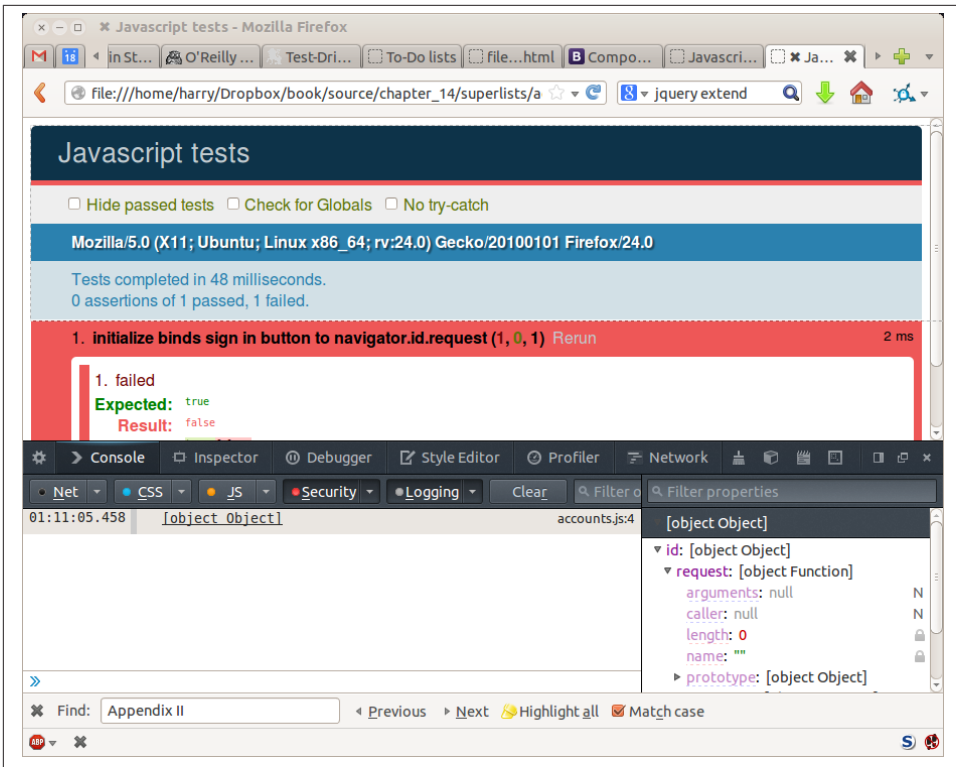 Javascript tests - Mozilla Firefox
18 in St... O'Reilly ... Test-Dri... To-Do lists file...html B Compo... Javascri... Ja...
file:///home/harry/Dropbox/book/source/chapter_14/superlists/a 8 jquery extend
Javascript tests
Hide passed tests Check for Globals No try-catch
Mozilla/5.0 (X11; Ubuntu; Linux x86_64; rv:24.0) Gecko/20100101 Firefox/24.0
Tests completed in 48 milliseconds.
0 assertions of 1 passed, 1 failed.
1. initialize binds sign in button to navigator.id.request (1, 0, 1) Rerun 2 ms
1. failed
Expected: true
Result: false
Console Inspector Debugger Style Editor Profiler Network
Net CSS JS Security Logging Clear Filter o Filter properties
01:11:05.458 [object Object] accounts.js:4
[object Object]
id: [object Object]
request: [object Function]
arguments: null N
caller: null N
length: 0
name: ""
prototype: [object Object]
Find: Appendix II Previous Next Highlight all Match case
ABP S